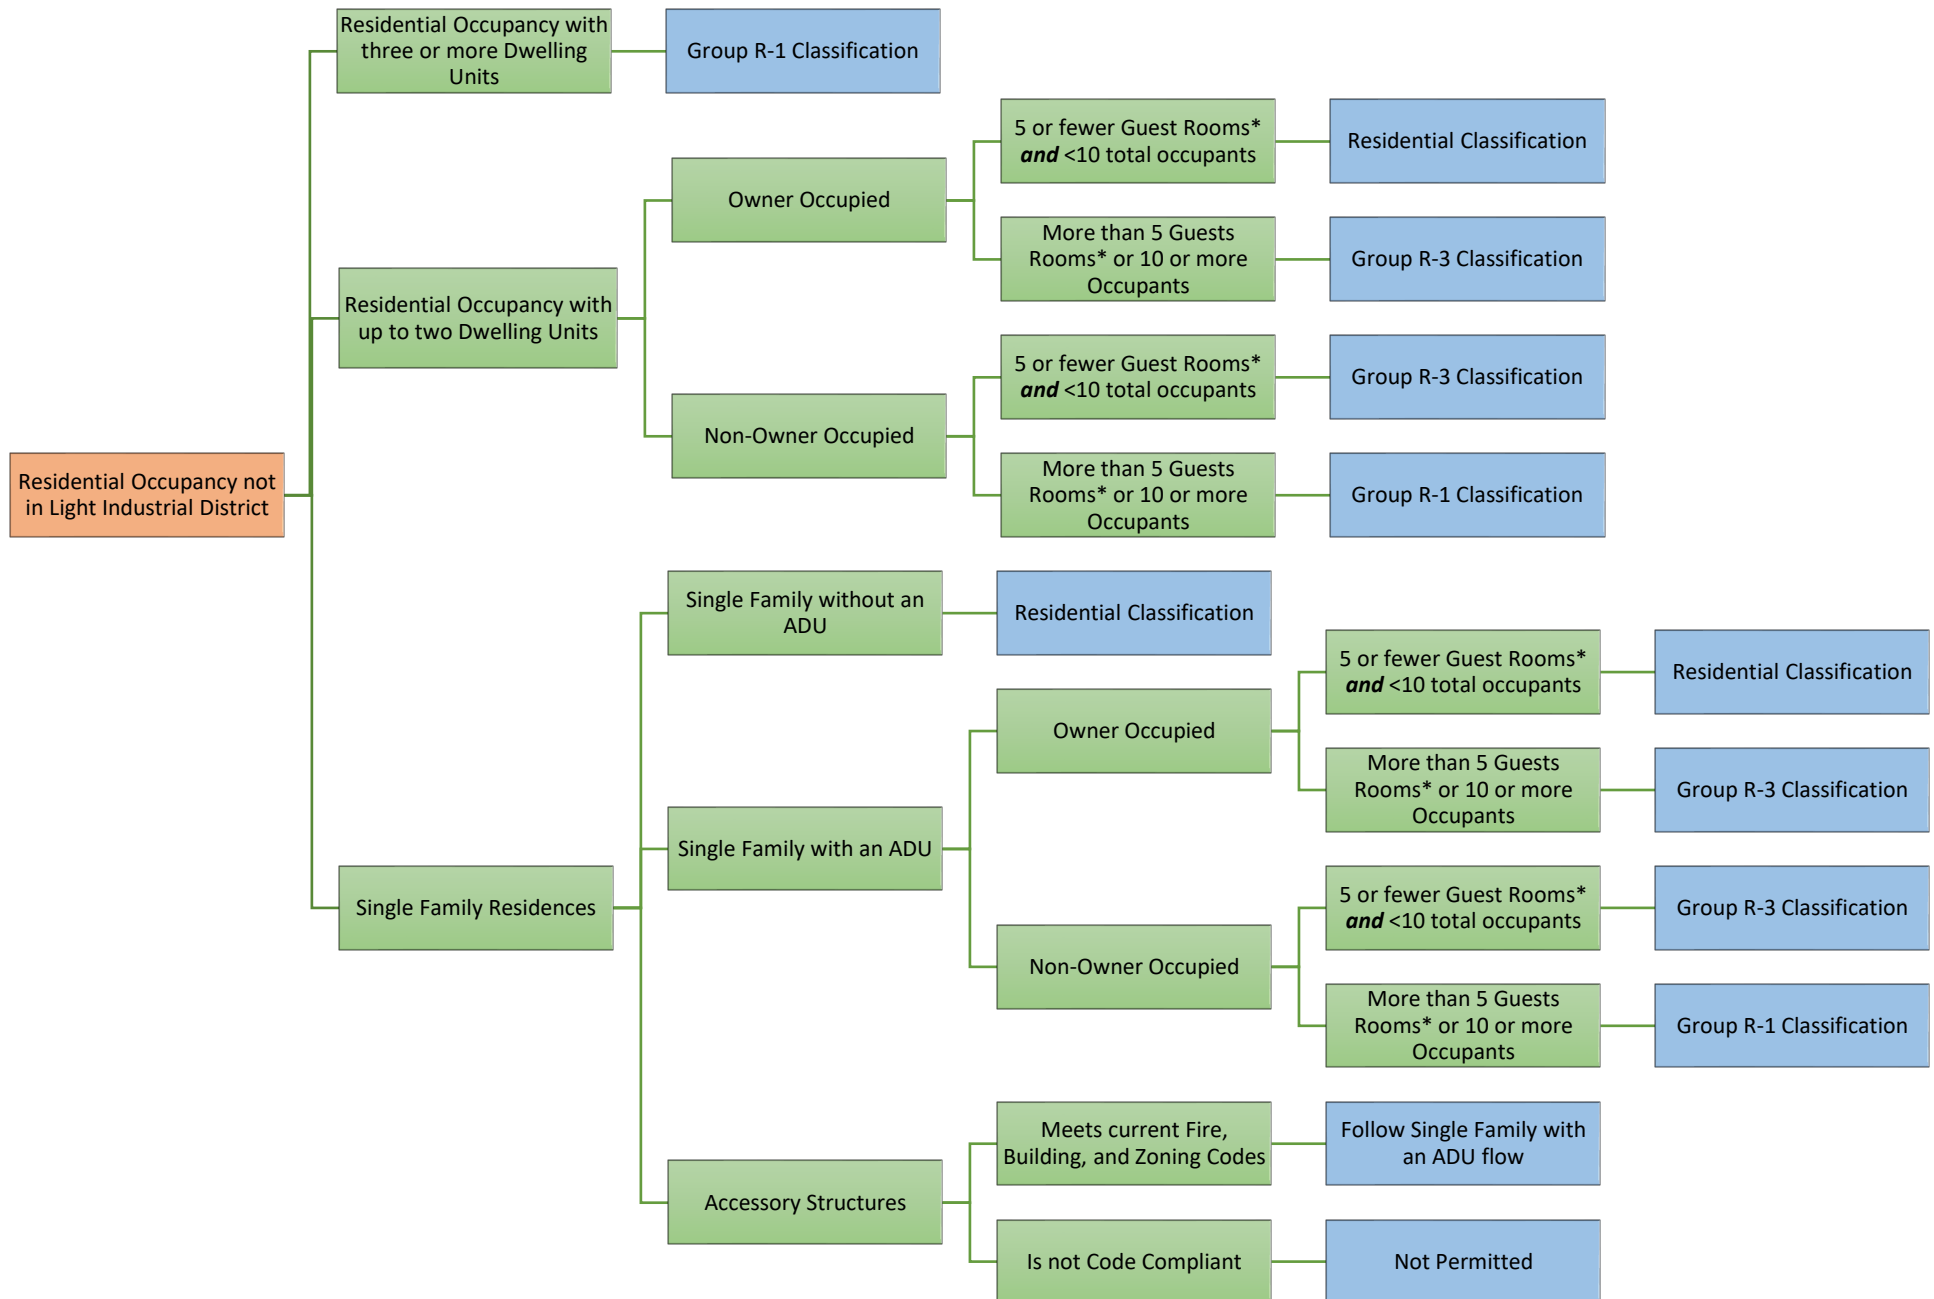 Residential Occupancy with
three or more Dwelling
Units
Group R-1 Classification
5 or fewer Guest Rooms*
and <10 total occupants
Residential Classification
Owner Occupied
More than 5 Guests
Rooms* or 10 or more
Occupants
Group R-3 Classification
Residential Occupancy with
up to two Dwelling Units
5 or fewer Guest Rooms*
and <10 total occupants
Group R-3 Classification
Non-Owner Occupied
More than 5 Guests
Rooms* or 10 or more
Occupants
Group R-1 Classification
Residential Occupancy not
in Light Industrial District
Single Family without an
ADU
Residential Classification
5 or fewer Guest Rooms*
and <10 total occupants
Residential Classification
Owner Occupied
More than 5 Guests
Rooms* or 10 or more
Occupants
Group R-3 Classification
Single Family with an ADU
Single Family Residences
5 or fewer Guest Rooms*
and <10 total occupants
Group R-3 Classification
Non-Owner Occupied
More than 5 Guests
Rooms* or 10 or more
Occupants
Group R-1 Classification
Meets current Fire,
Building, and Zoning Codes
Follow Single Family with
an ADU flow
Accessory Structures
Is not Code Compliant
Not Permitted